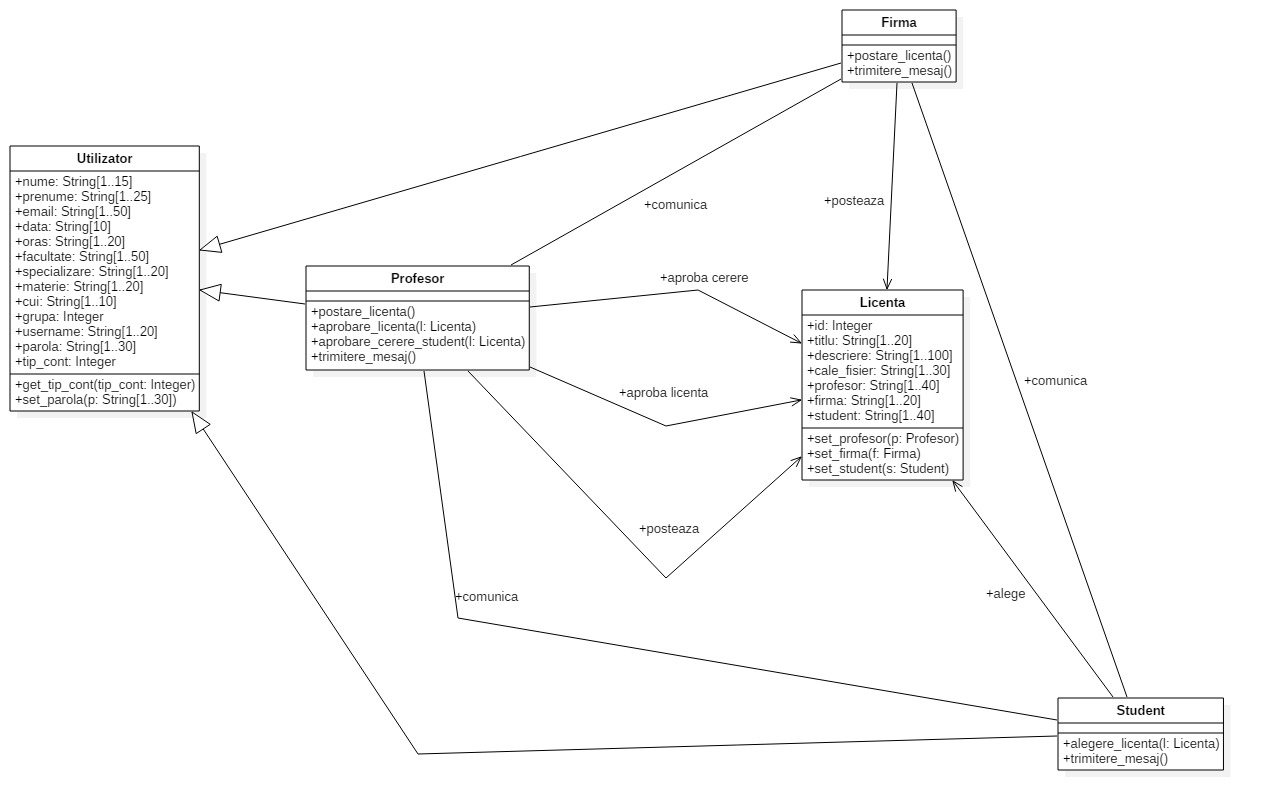 Firma
+postare_licenta()
+trimitere_mesaj()
Utilizator
+nume: String[1..15]
+prenume: String[1..25]
+email: String[1..50]
+data: String[10]
+oras: String[1..20]
+facultate: String[1..50]
+specializare: String[1..20]
+materie: String[1..20]
+cui: String[1..10]
+grupa: Integer
+username: String[1..20]
+parola: String[1..30]
+tip_cont: Integer
+get_tip_cont(tip_cont: Integer)
+set_parola(p: String[1..30])
+comunica
+posteaza
Profesor
+postare_licenta()
+aprobare_licenta(l: Licenta)
+aprobare_cerere_student(l: Licenta)
+trimitere_mesaj()
+aproba cerere
+aproba licenta
+posteaza
+comunica
Licenta
+id: Integer
+titlu: String[1..20]
+descriere: String[1..100]
+cale_fisier: String[1..30]
+profesor: String[1..40]
+firma: String[1..20]
+student: String[1..40]
+set_profesor(p: Profesor)
+set_firma(f: Firma)
+set_student(s: Student)
+comunica
+alege
Student
+alegere_licenta(l: Licenta)
+trimitere_mesaj()